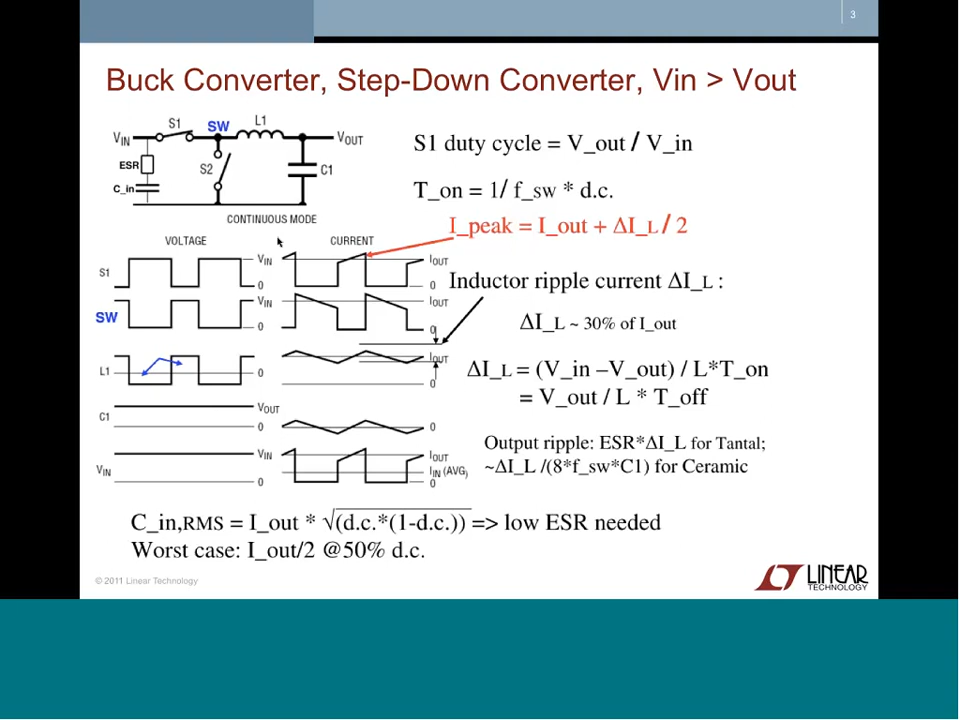 3
Buck Converter, Step-Down Converter, Vin > Vout
S1
SW
L1
VIN
VOUT
ESR
S2
C1
C_in
S1 duty cycle = V_out / V_in
T_on = 1/ f_sw * d.c.
I_peak = I_out + ΔI_L / 2
CONTINUOUS MODE
VOLTAGE
CURRENT
S1
VIN
0
IOUT
0
SW
VIN
0
IOUT
0
Inductor ripple current ΔI_L :
ΔI_L ~ 30% of I_out
L1
0
IOUT
0
ΔI_L = (V_in –V_out) / L*T_on
= V_out / L * T_off
C1
VOUT
0
0
Output ripple: ESR*ΔI_L for Tantal;
~ΔI_L /(8*f_sw*C1) for Ceramic
VIN
VIN
0
IOUT
IIN (AVG)
0
C_in,RMS = I_out * √(d.c.*(1-d.c.)) => low ESR needed
Worst case: I_out/2 @50% d.c.
© 2011 Linear Technology
LINEAR
TECHNOLOGY